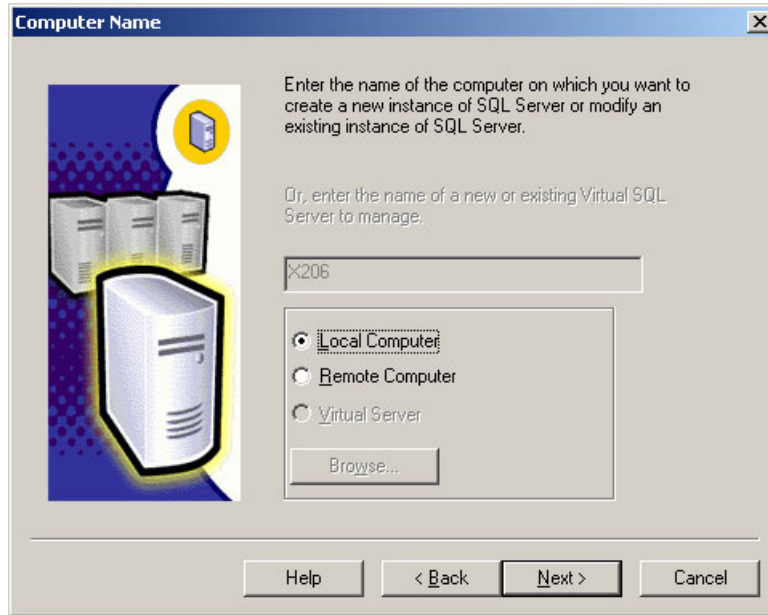 Computer Name
Enter the name of the computer on which you want to
create a new instance of SQL Server or modify an
existing instance of SQL Server.
Or, enter the name of a new or existing Virtual SQL
Server to manage.
X206
Local Computer
Remote Computer
Virtual Server
Browse...
Help
< Back
Next >
Cancel